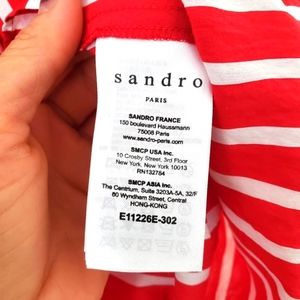 sandro
PARIS
SANDRO FRANCE
150 boulevard Haussmann
75008 Paris
www.sandro-paris.com
SMCP USA Inc.
10 Crosby Street, 3rd Floor
New York, New York 10013
RN132784
SMCP ASIA Inc.
The Centrium, Suite 3203A-5A, 32/F
60 Wyndham Street, Central
HONG-KONG
E11226E-302